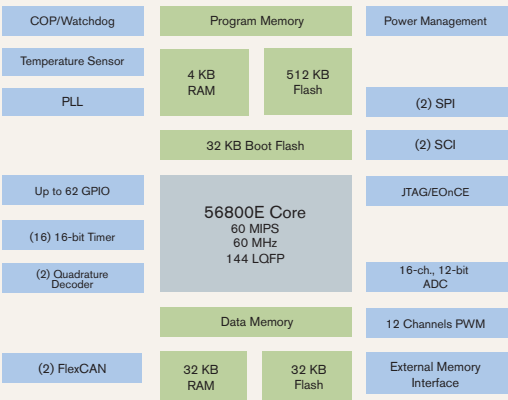 COP/Watchdog
Program Memory
Power Management
Temperature Sensor
4 KB
RAM
512 KB
Flash
PLL
(2) SPI
32 KB Boot Flash
(2) SCI
Up to 62 GPIO
56800E Core
60 MIPS
60 MHz
144 LQFP
JTAG/EOnCE
(16) 16-bit Timer
(2) Quadrature
Decoder
16-ch., 12-bit
ADC
Data Memory
12 Channels PWM
(2) FlexCAN
32 KB
RAM
32 KB
Flash
External Memory
Interface